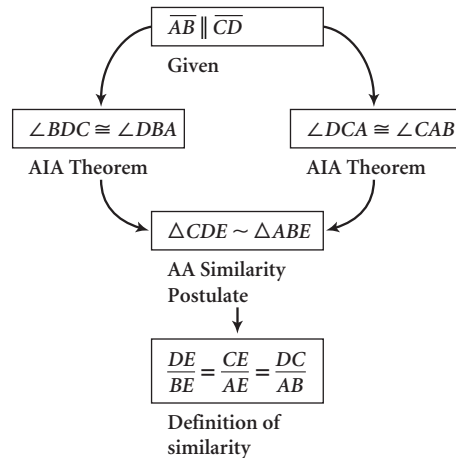 AB ∥ CD
Given
∠BDC ≅ ∠DBA
∠DCA ≅ ∠CAB
AIA Theorem
AIA Theorem
△CDE ~ △ABE
AA Similarity
Postulate
DE/BE = CE/AE = DC/AB
Definition of
similarity